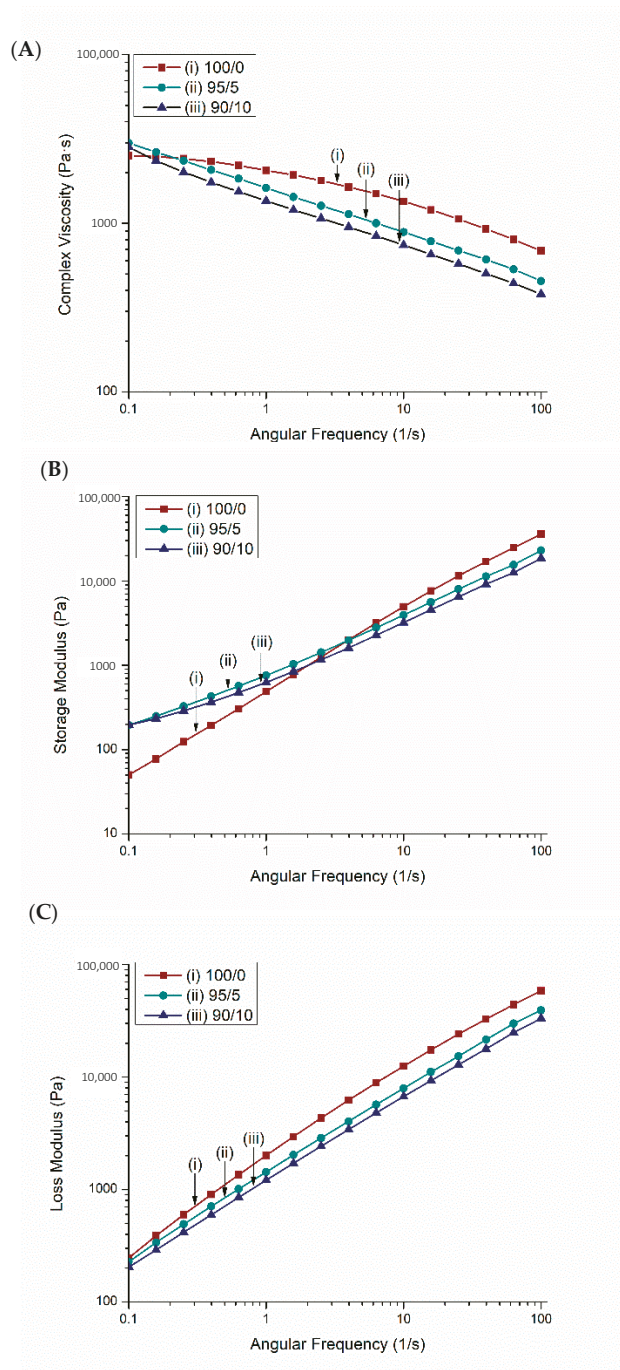 (A)
100,000
(i) 100/0
(ii) 95/5
(iii) 90/10
(i)
(ii)
(iii)
1000
100
Complex Viscosity (Pa·s)
0.1 1 10 100
Angular Frequency (1/s)
(B)
100,000
(i) 100/0
(ii) 95/5
(iii) 90/10
10,000
(iii)
(ii)
(i)
1000
100
10
Storage Modulus (Pa)
0.1 1 10 100
Angular Frequency (1/s)
(C)
100,000
(i) 100/0
(ii) 95/5
(iii) 90/10
10,000
(iii)
(ii)
(i)
1000
100
Loss Modulus (Pa)
0.1 1 10 100
Angular Frequency (1/s)